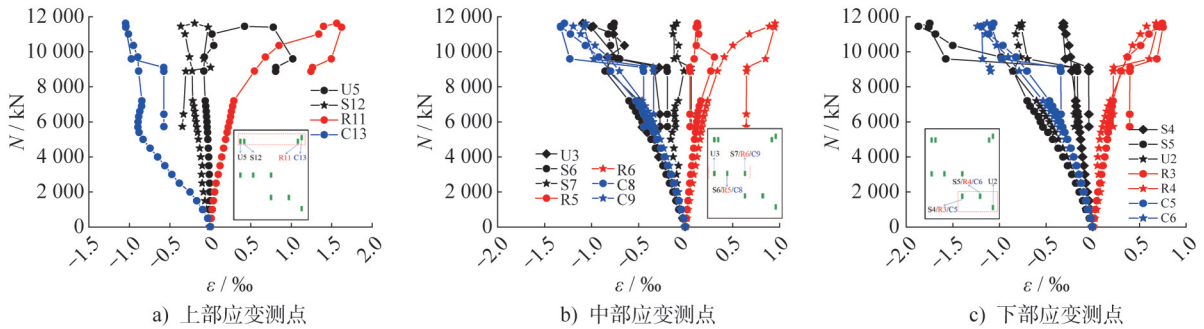 a)
12 000
10 000
8 000
6 000
4 000
2 000
0
N / kN
−1.5
−1.0
−0.5
0
0.5
1.0
1.5
2.0
ε / ‰
U5
S12
R11
C13
U5 S12 R11 C13
a) 上部应变测点
b)
12 000
10 000
8 000
6 000
4 000
2 000
0
N / kN
−2.0
−1.5
−1.0
−0.5
0
0.5
1.0
ε / ‰
U3
S6
S7
R5
R6
C8
C9
S7/R6/C9
U3
S6/R5/C8
b) 中部应变测点
c)
12 000
10 000
8 000
6 000
4 000
2 000
0
N / kN
−2.0
−1.5
−1.0
−0.5
0
0.5
1.0
ε / ‰
S4
S5
U2
R3
R4
C5
C6
S5/R4/C6 U2
S4/R3/C5
c) 下部应变测点